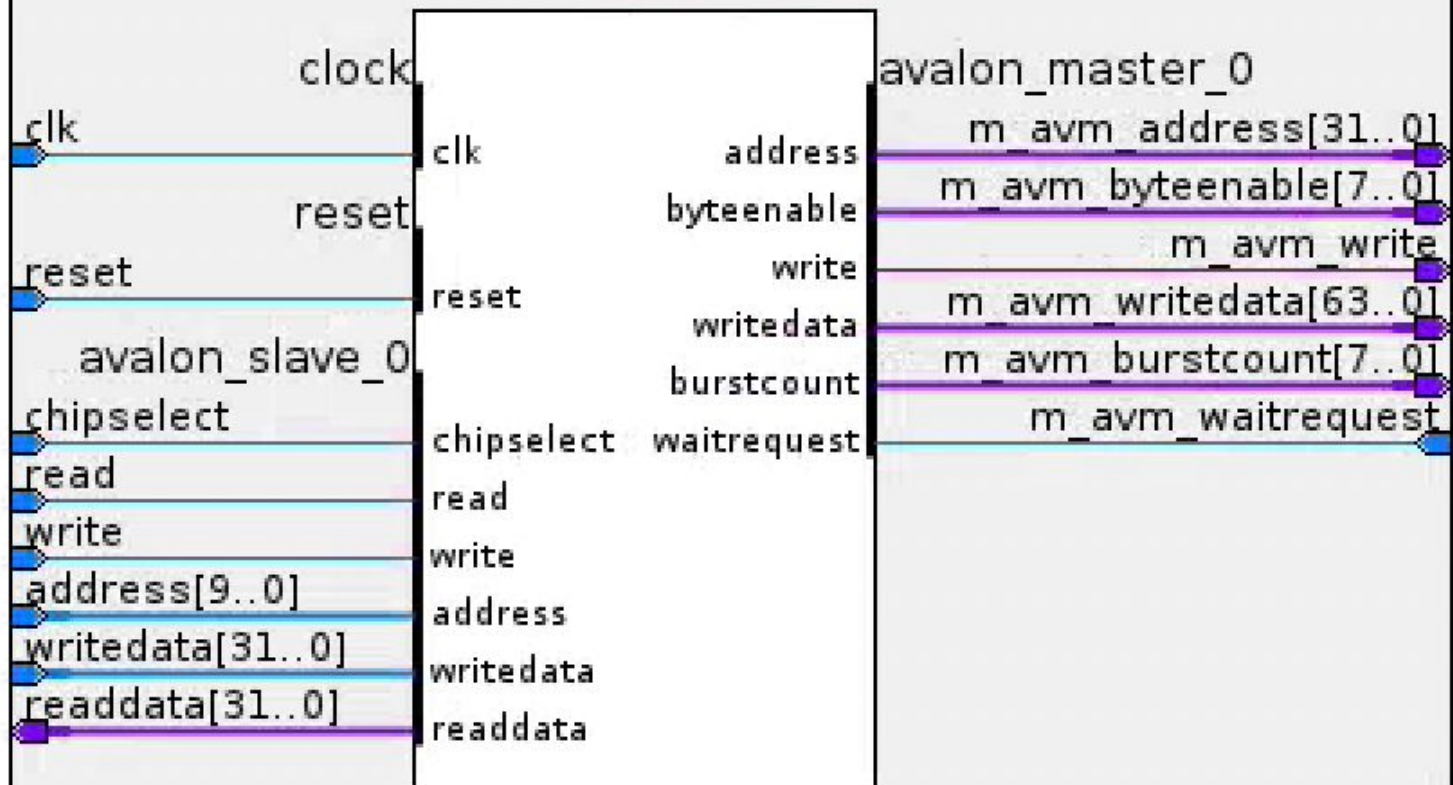 clock
avalon_master_0
clk
clk
address
m_avm_address[31..0]
byteenable
m_avm_byteenable[7..0]
reset
write
m_avm_write
reset
reset
writedata
m_avm_writedata[63..0]
avalon_slave_0
burstcount
m_avm_burstcount[7..0]
chipselect
chipselect
waitrequest
m_avm_waitrequest
read
read
write
write
address[9..0]
address
writedata[31..0]
writedata
readdata[31..0]
readdata